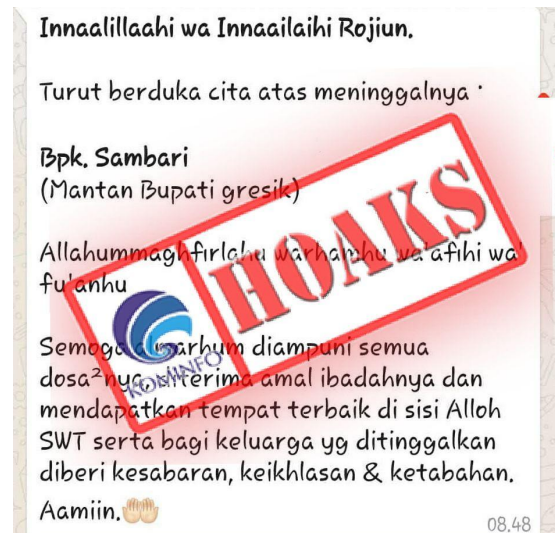 Innaalillaahi wa Innaailaihi Rojiun.
Turut berduka cita atas meninggalnya
Bpk. Sambari
(Mantan Bupati gresik)
Allahummaghfirlahu warhamhu wa'afihi wa'
fu'anhu
Semoga almarhum diampuni semua
dosa²nya, diterima amal ibadahnya dan
mendapatkan tempat terbaik di sisi Alloh
SWT serta bagi keluarga yg ditinggalkan
diberi kesabaran, keikhlasan & ketabahan.
Aamiin.🤲🏻
08.48
KOMINFO
HOAKS